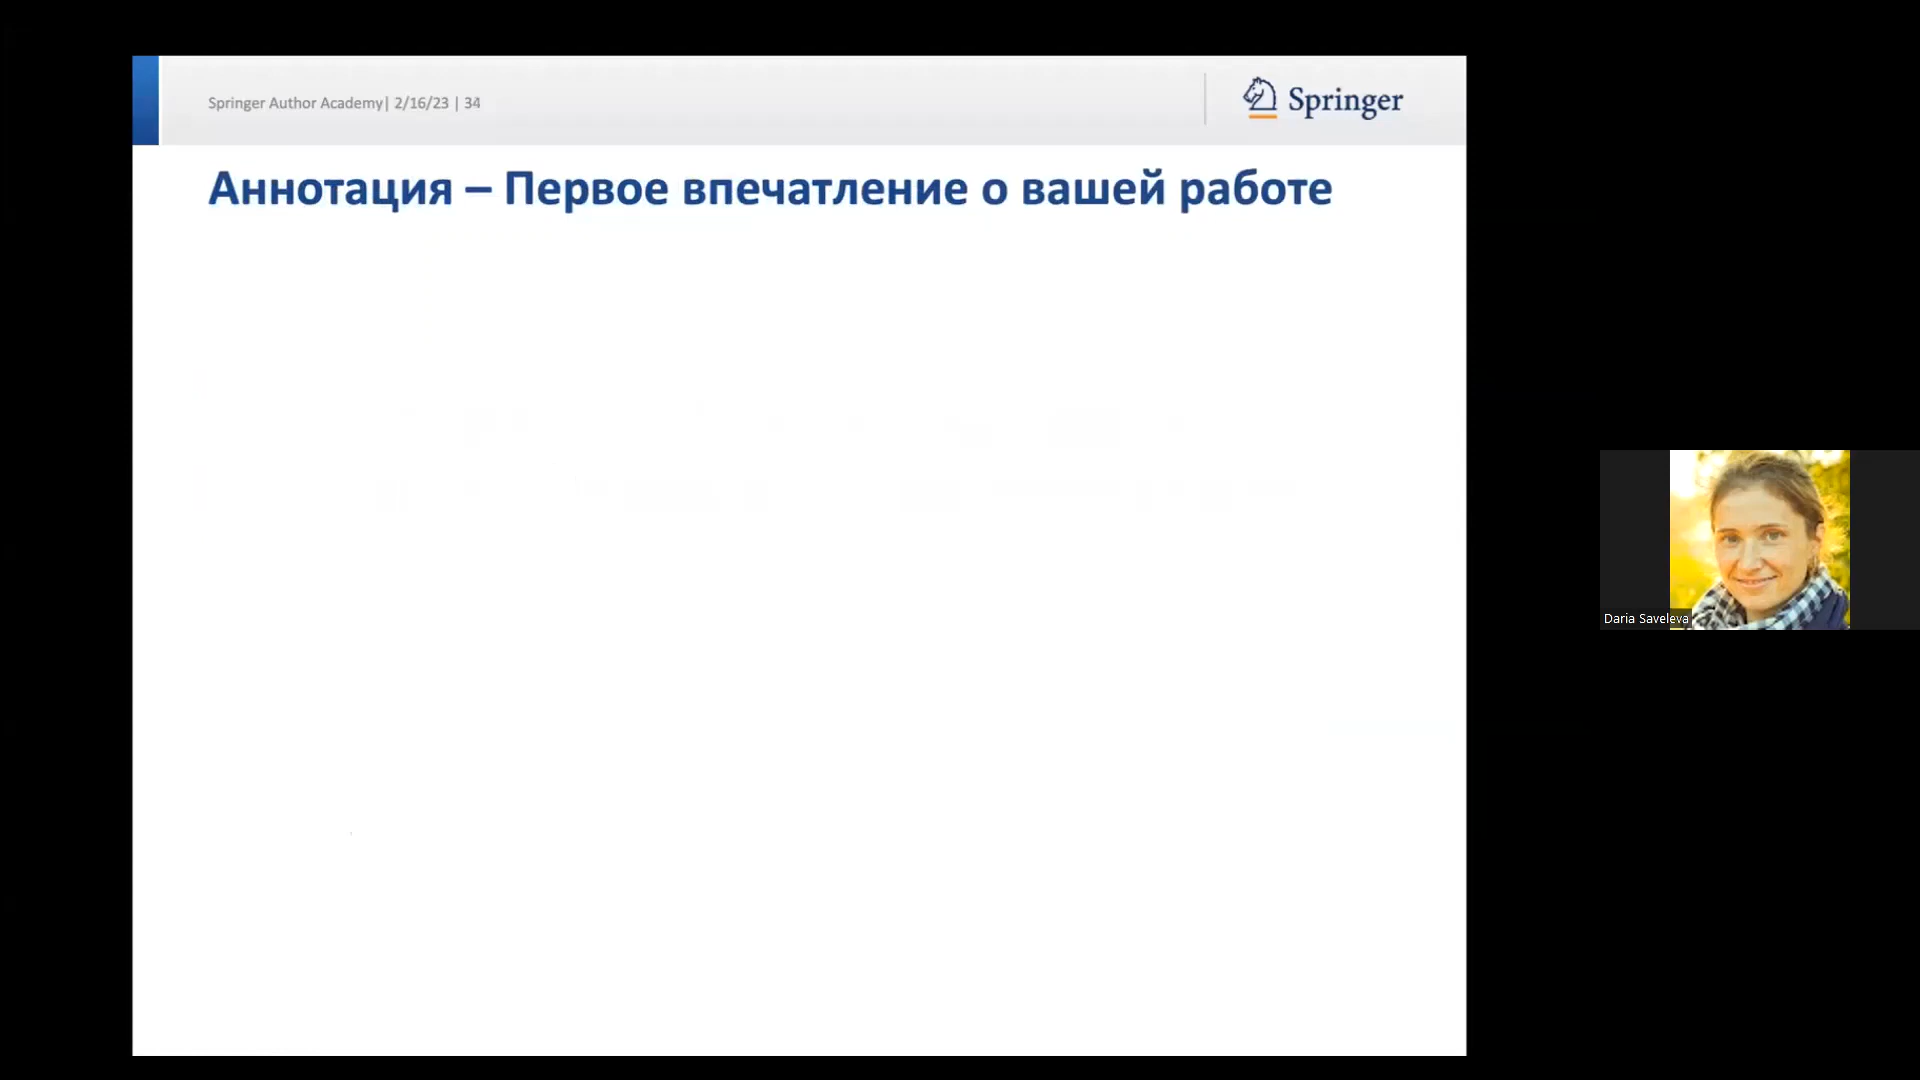 Springer Author Academy| 2/16/23 | 34
Springer
Аннотация – Первое впечатление о вашей работе
Daria Saveleva